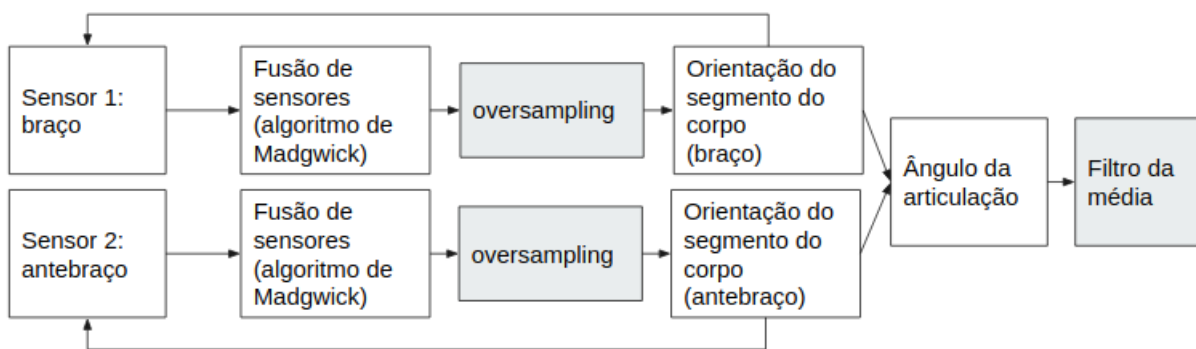 Sensor 1:
braço
Fusão de
sensores
(algoritmo de
Madgwick)
oversampling
Orientação do
segmento do
corpo
(braço)
Sensor 2:
antebraço
Fusão de
sensores
(algoritmo de
Madgwick)
oversampling
Orientação do
segmento do
corpo
(antebraço)
Ângulo da
articulação
Filtro da
média